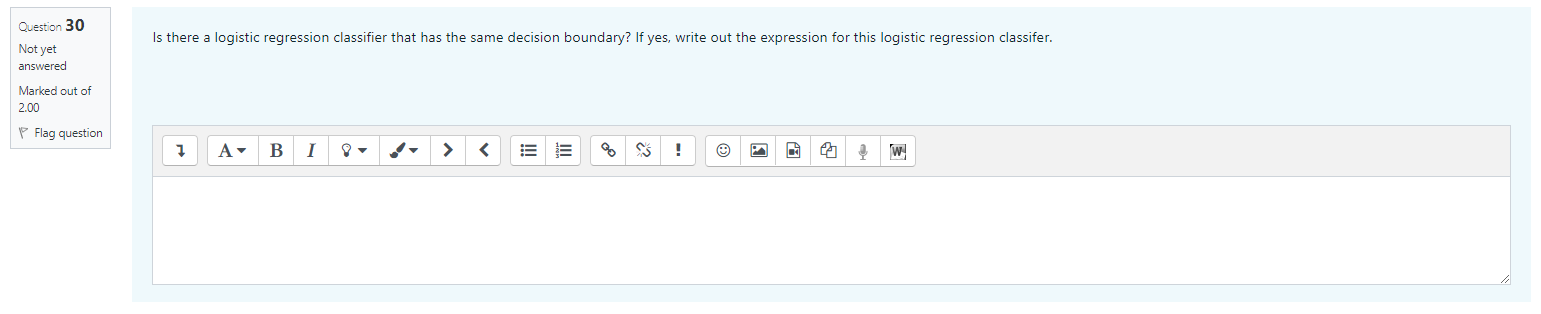 Question 30
Not yet
answered
Marked out of
2.00
Flag question
Is there a logistic regression classifier that has the same decision boundary? If yes, write out the expression for this logistic regression classifer.
A B I
W